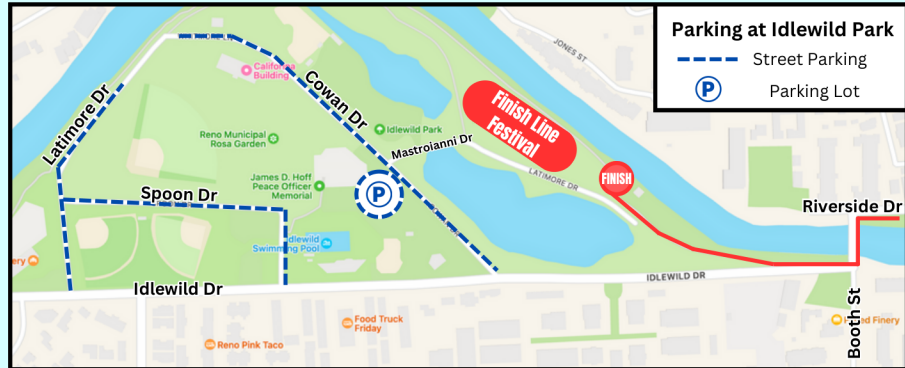 Parking at Idlewild Park
Street Parking
P
Parking Lot
JONES ST
California
Building
Latimore Dr
Cowan Dr
Finish Line
Festival
Reno Municipal
Rosa Garden
Idlewild Park
Mastroianni Dr
James D. Hoff
Peace Officer
Memorial
LATIMORE DR
FINISH
Spoon Dr
P
Riverside Dr
Idlewild
Swimming Pool
ery
IDLEWILD DR
Idlewild Dr
Booth St
Food Truck
Friday
Reno Pink Taco
Finery